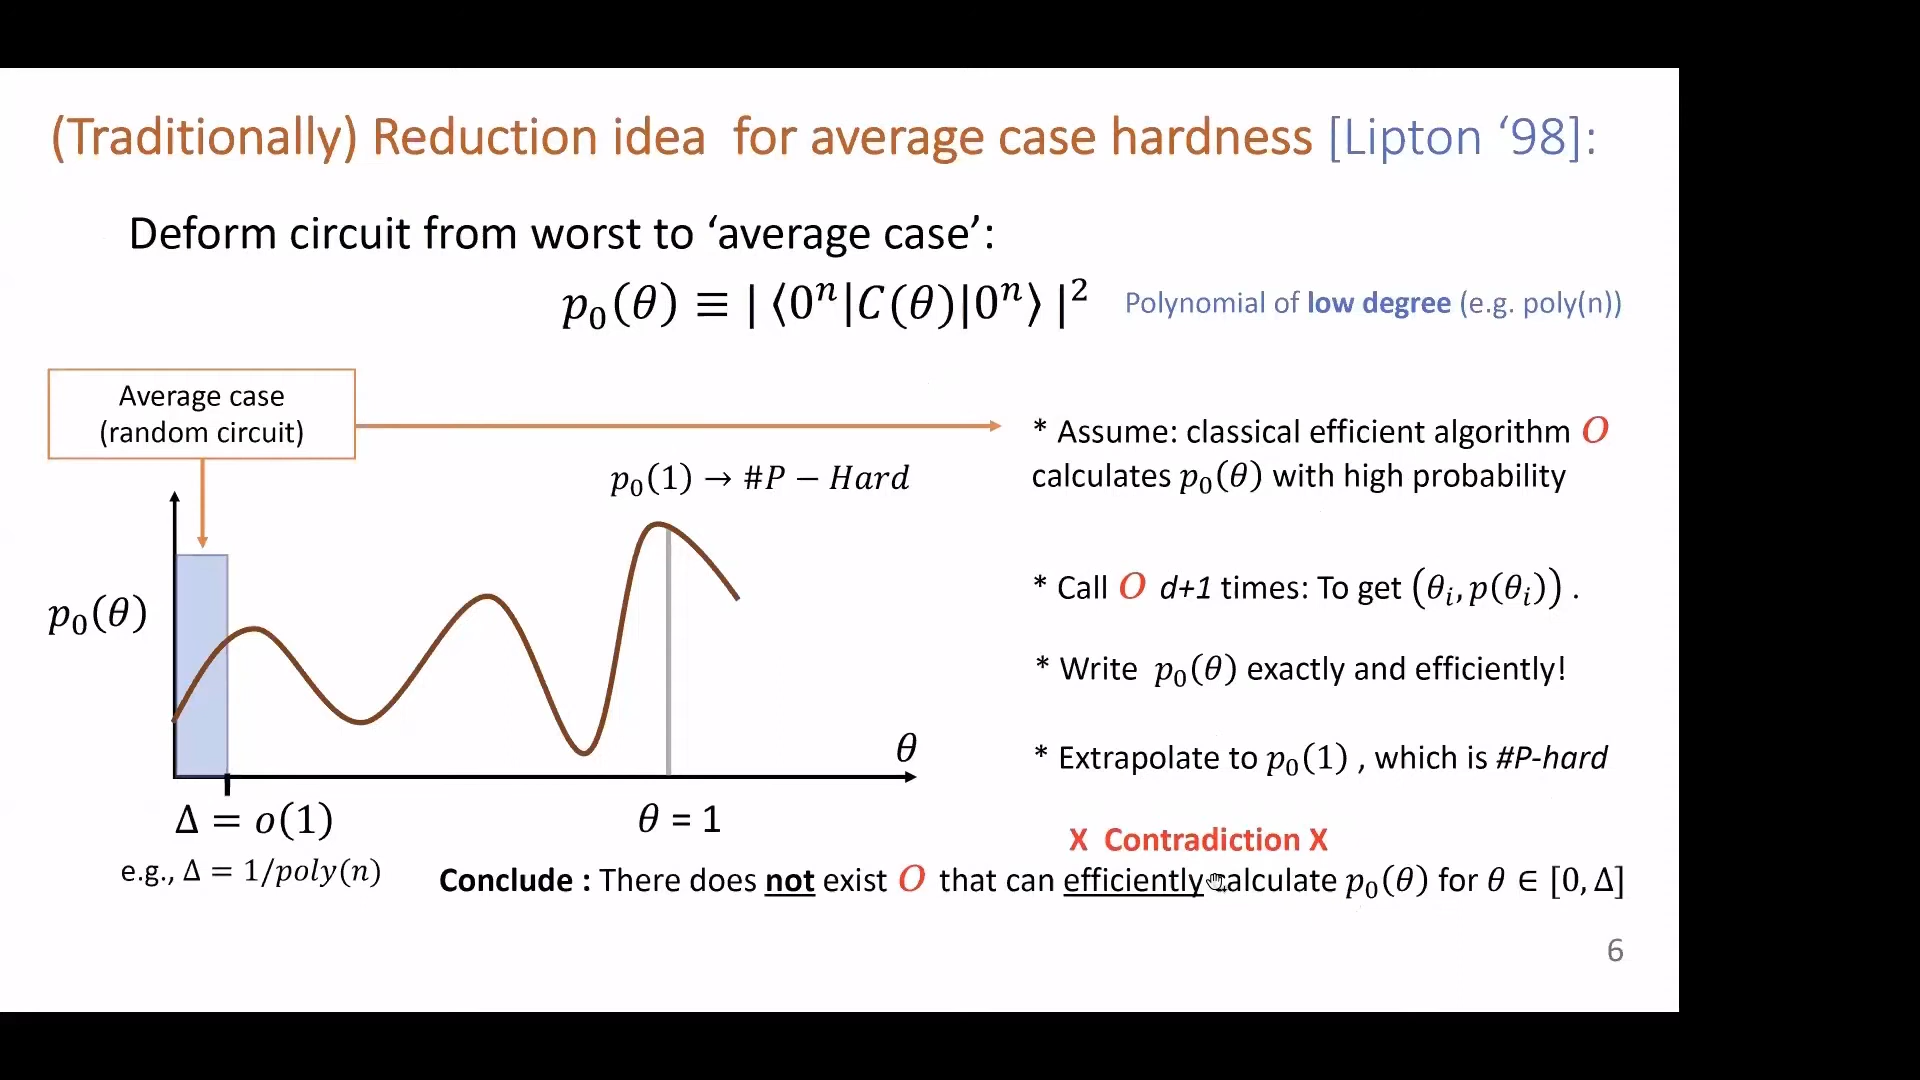 (Traditionally) Reduction idea for average case hardness [Lipton ‘98]:
Deform circuit from worst to ‘average case’:
p₀(θ) ≡ | ⟨0ⁿ|C(θ)|0ⁿ⟩ |²
Polynomial of low degree (e.g. poly(n))
Average case
(random circuit)
p₀(1) → #P − Hard
p₀(θ)
θ
Δ = o(1)
θ = 1
e.g., Δ = 1/poly(n)
* Assume: classical efficient algorithm O
calculates p₀(θ) with high probability
* Call O d+1 times: To get (θᵢ, p(θᵢ)) .
* Write p₀(θ) exactly and efficiently!
* Extrapolate to p₀(1) , which is #P-hard
X Contradiction X
Conclude : There does not exist O that can efficiently calculate p₀(θ) for θ ∈ [0, Δ]
6